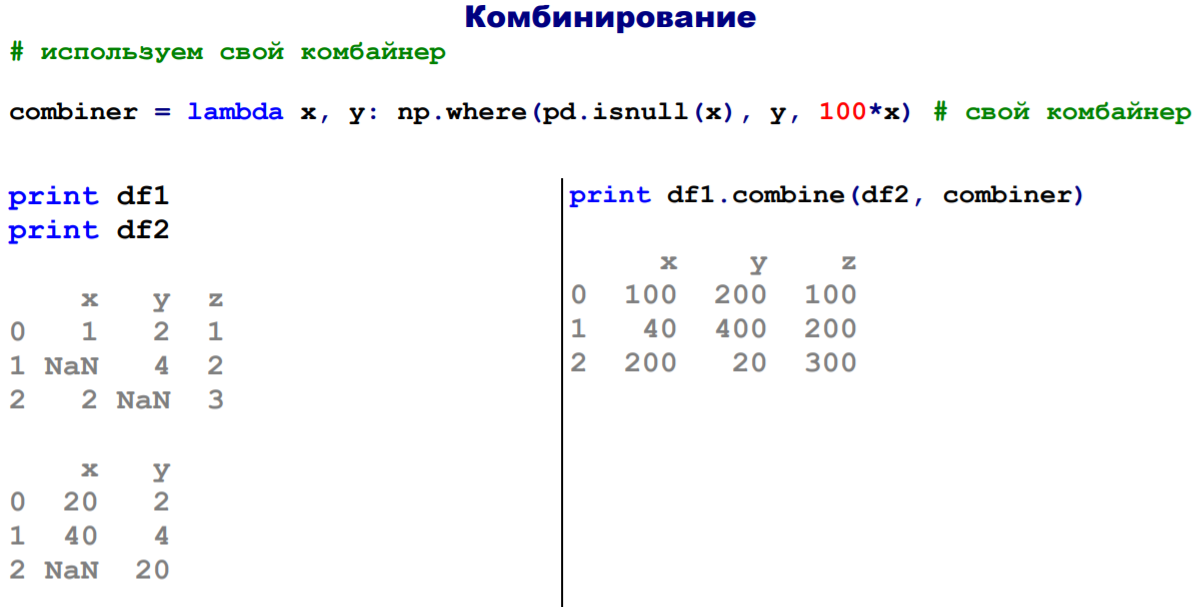 Комбинирование
# используем свой комбайнер
combiner = lambda x, y: np.where(pd.isnull(x), y, 100*x) # свой комбайнер
print df1
print df2
x y z
0 1 2 1
1 NaN 4 2
2 2 NaN 3
x y
0 20 2
1 40 4
2 NaN 20
print df1.combine(df2, combiner)
x y z
0 100 200 100
1 40 400 200
2 200 20 300